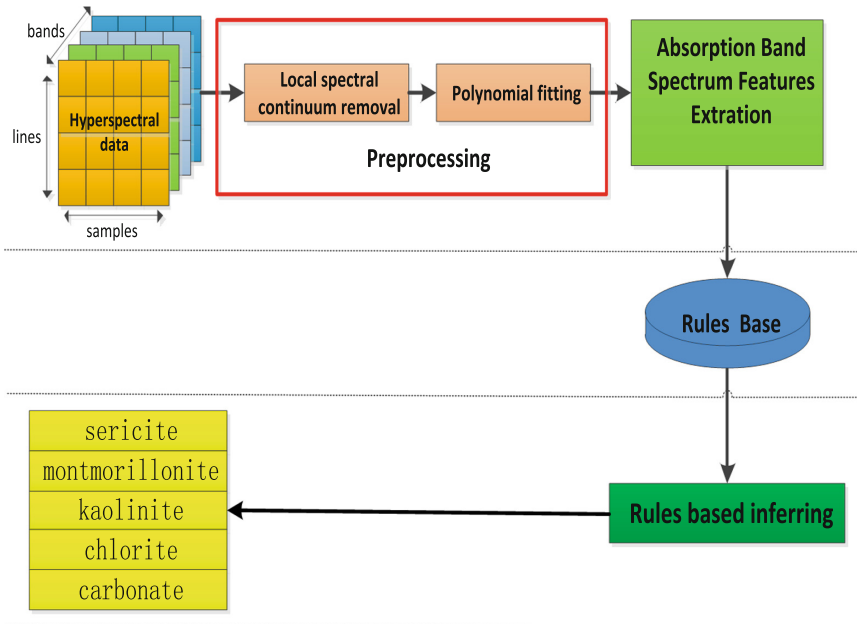 bands
lines
Hyperspectral
data
samples
Local spectral
continuum removal
Polynomial fitting
Preprocessing
Absorption Band
Spectrum Features
Extration
Rules Base
Rules based inferring
sericite
montmorillonite
kaolinite
chlorite
carbonate